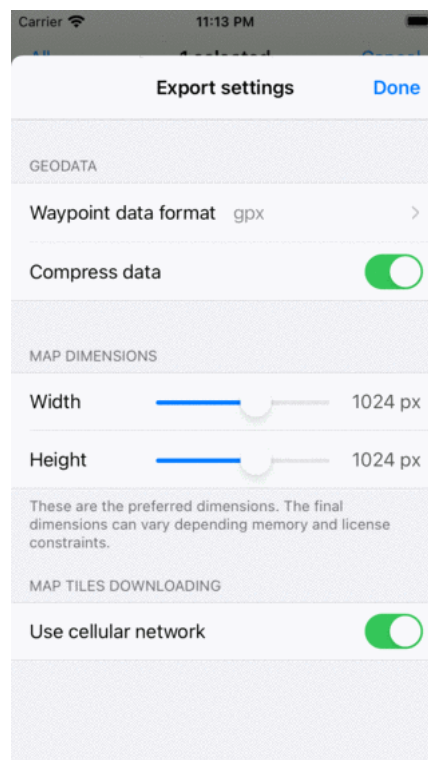 Carrier 11:13 PM
Export settings Done
GEODATA
Waypoint data format gpx
Compress data
MAP DIMENSIONS
Width 1024 px
Height 1024 px
These are the preferred dimensions. The final
dimensions can vary depending memory and license
constraints.
MAP TILES DOWNLOADING
Use cellular network